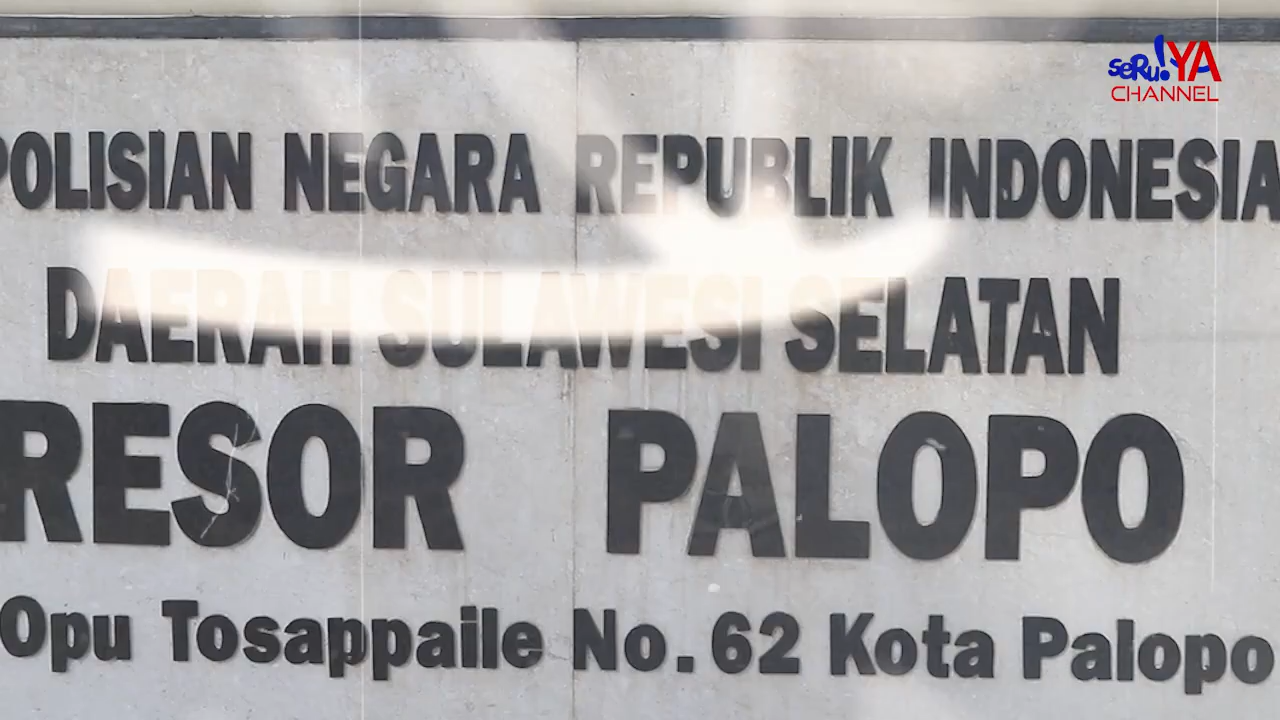 seRu!YA
CHANNEL
POLISIAN NEGARA REPUBLIK INDONESIA
DAERAH SULAWESI SELATAN
RESOR PALOPO
Opu Tosappaile No. 62 Kota Palopo